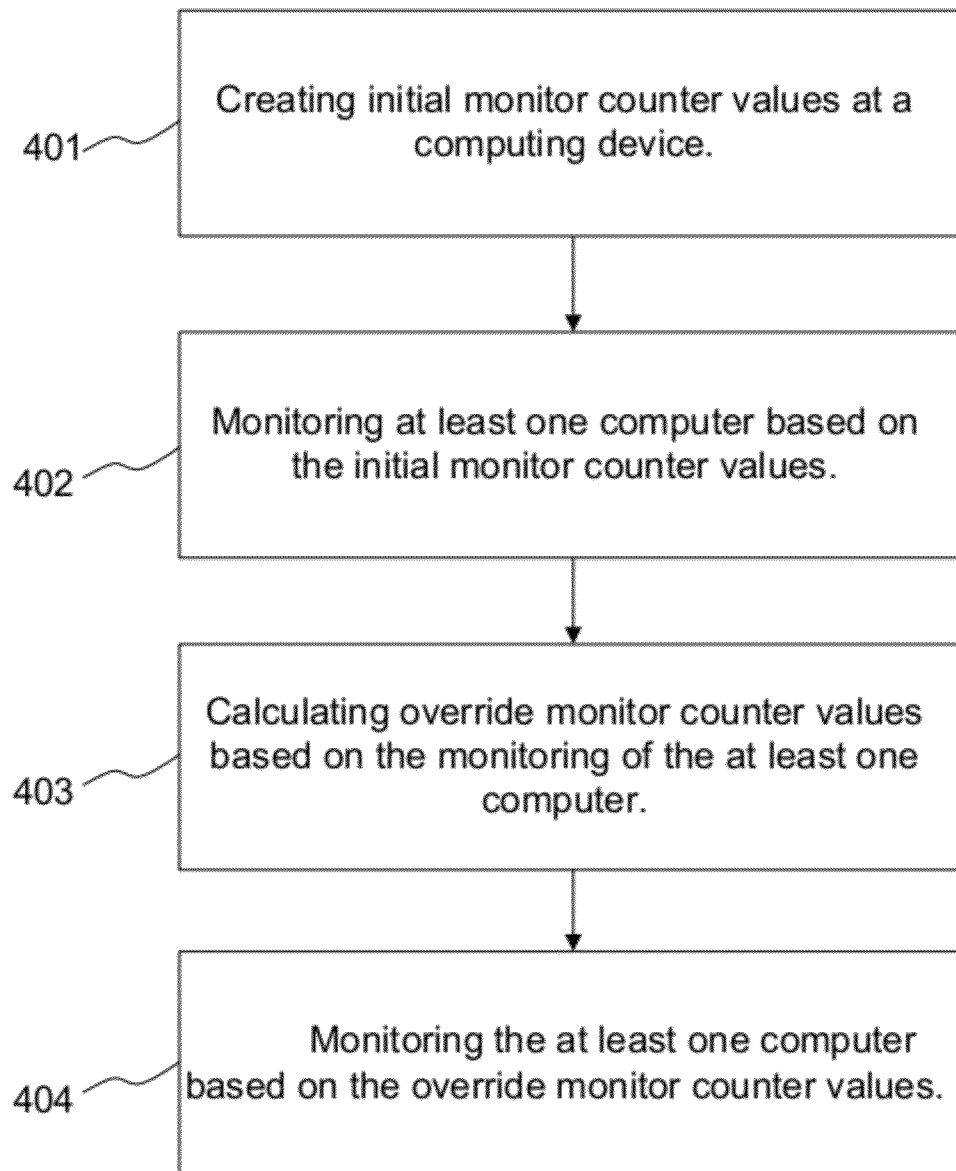 Creating initial monitor counter values at a
computing device.
401
Monitoring at least one computer based on
the initial monitor counter values.
402
Calculating override monitor counter values
based on the monitoring of the at least one
computer.
403
Monitoring the at least one computer
based on the override monitor counter values.
404